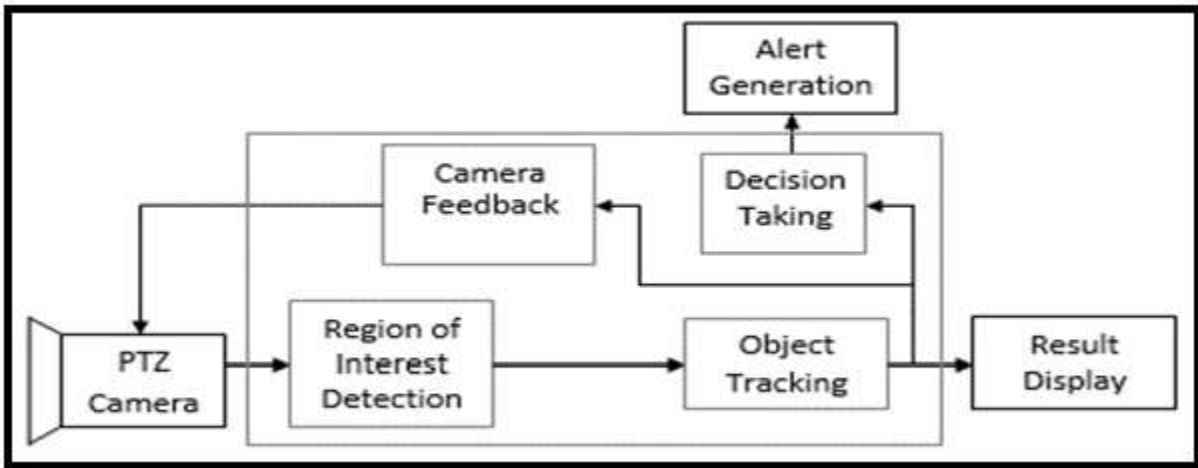 Alert
Generation
Camera
Feedback
Decision
Taking
PTZ
Camera
Region of
Interest
Detection
Object
Tracking
Result
Display